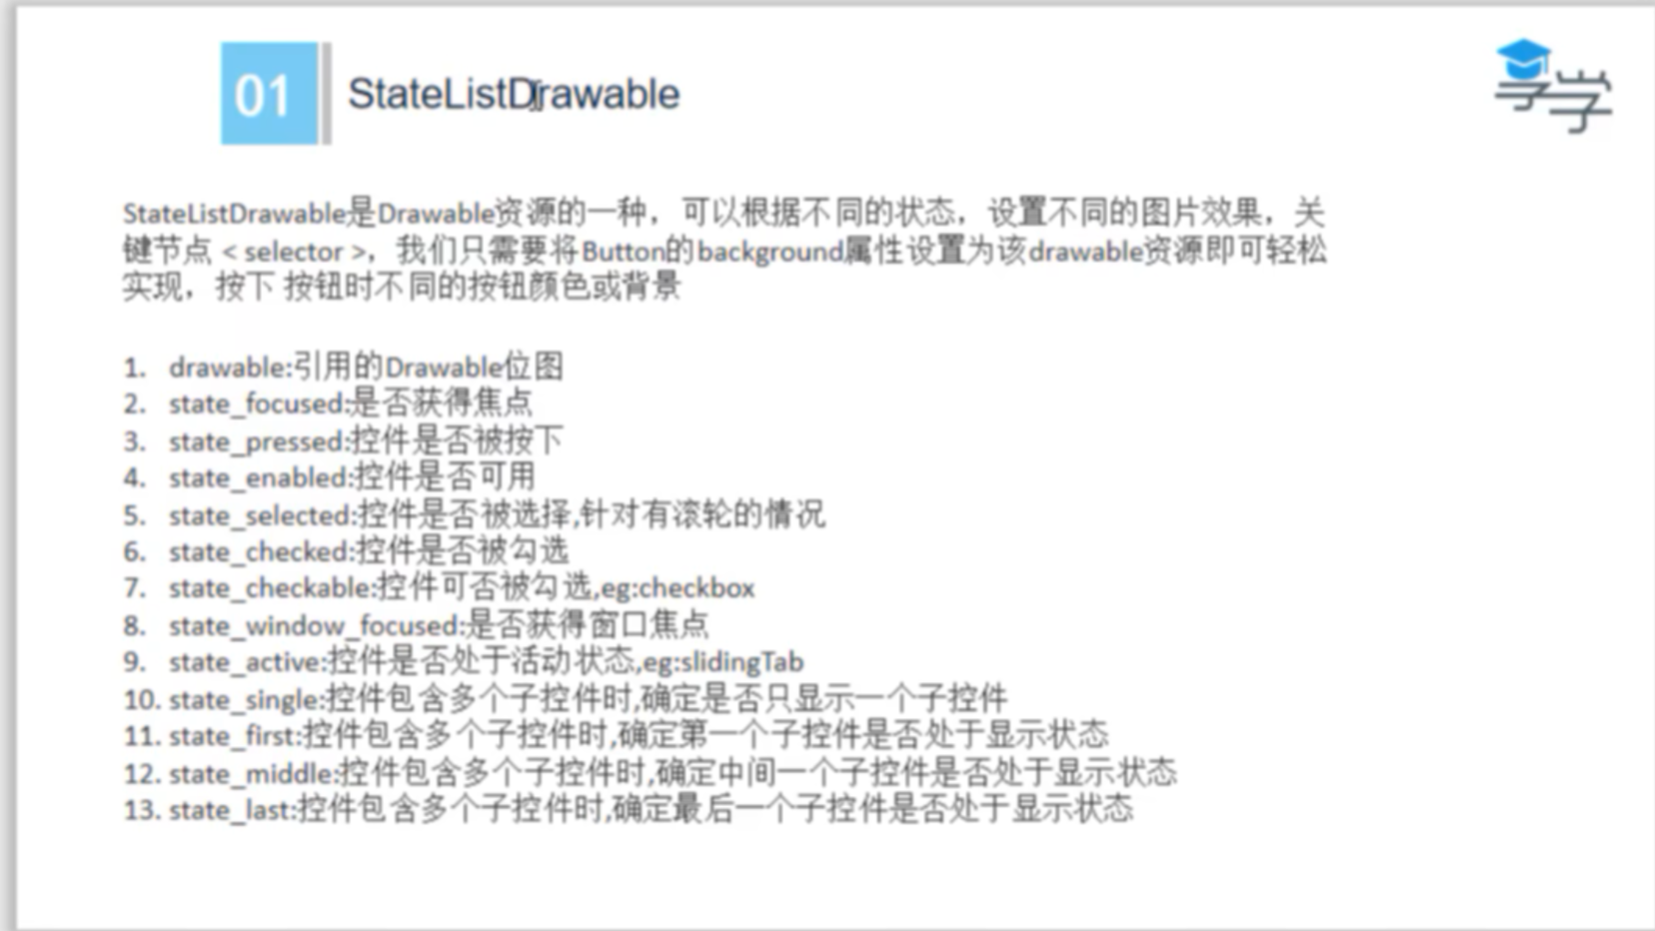 01
StateListDrawable
享学
StateListDrawable是Drawable资源的一种，可以根据不同的状态，设置不同的图片效果，关
键节点 < selector >，我们只需要将Button的background属性设置为该drawable资源即可轻松
实现，按下 按钮时不同的按钮颜色或背景
1. drawable:引用的Drawable位图
2. state_focused:是否获得焦点
3. state_pressed:控件是否被按下
4. state_enabled:控件是否可用
5. state_selected:控件是否被选择,针对有滚轮的情况
6. state_checked:控件是否被勾选
7. state_checkable:控件可否被勾选,eg:checkbox
8. state_window_focused:是否获得窗口焦点
9. state_active:控件是否处于活动状态,eg:slidingTab
10. state_single:控件包含多个子控件时,确定是否只显示一个子控件
11. state_first:控件包含多个子控件时,确定第一个子控件是否处于显示状态
12. state_middle:控件包含多个子控件时,确定中间一个子控件是否处于显示状态
13. state_last:控件包含多个子控件时,确定最后一个子控件是否处于显示状态